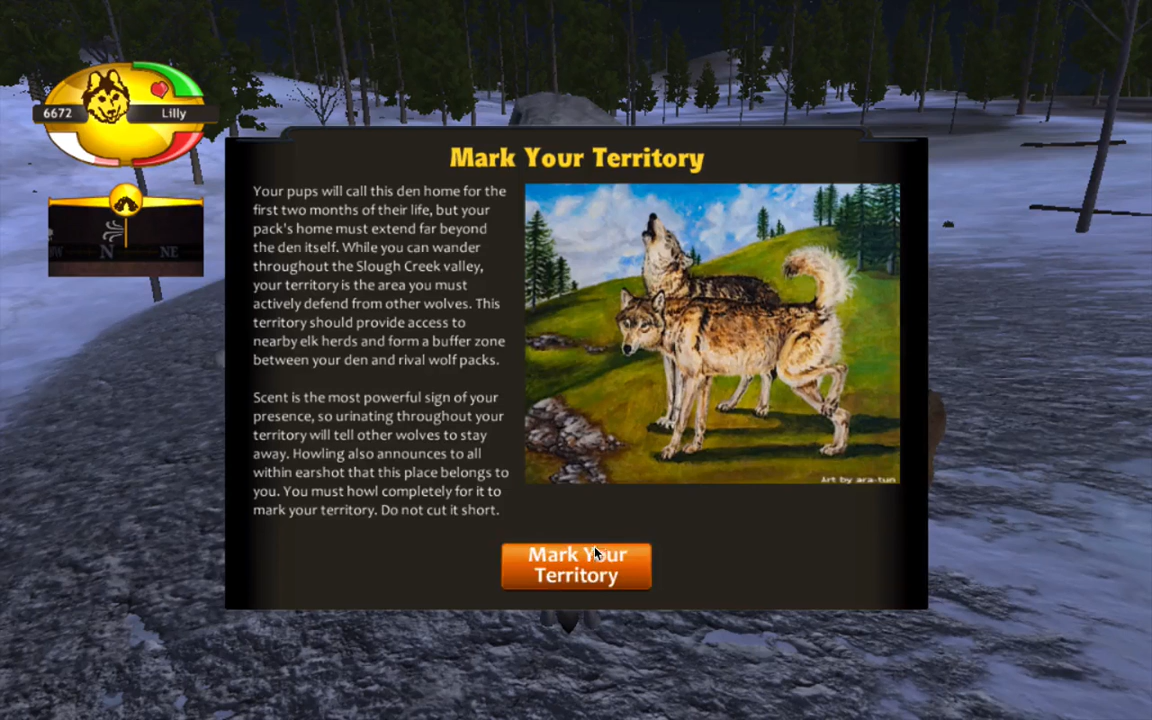 6672
Lilly
N
NE
Mark Your Territory
Your pups will call this den home for the
first two months of their life, but your
pack's home must extend far beyond
the den itself. While you can wander
throughout the Slough Creek valley,
your territory is the area you must
actively defend from other wolves. This
territory should provide access to
nearby elk herds and form a buffer zone
between your den and rival wolf packs.
Scent is the most powerful sign of your
presence, so urinating throughout your
territory will tell other wolves to stay
away. Howling also announces to all
within earshot that this place belongs to
you. You must howl completely for it to
mark your territory. Do not cut it short.
Art by ara-tun
Mark Your
Territory